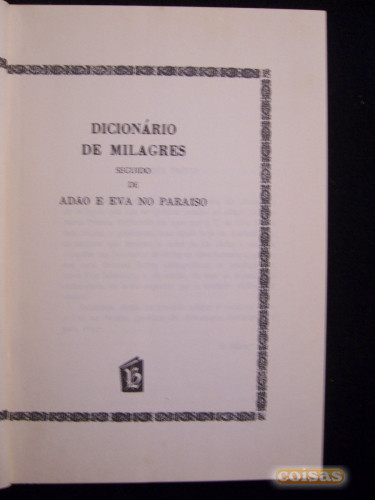 DICIONÁRIO
DE MILAGRES
SEGUIDO
DE
ADÃO E EVA NO PARAISO
coisas